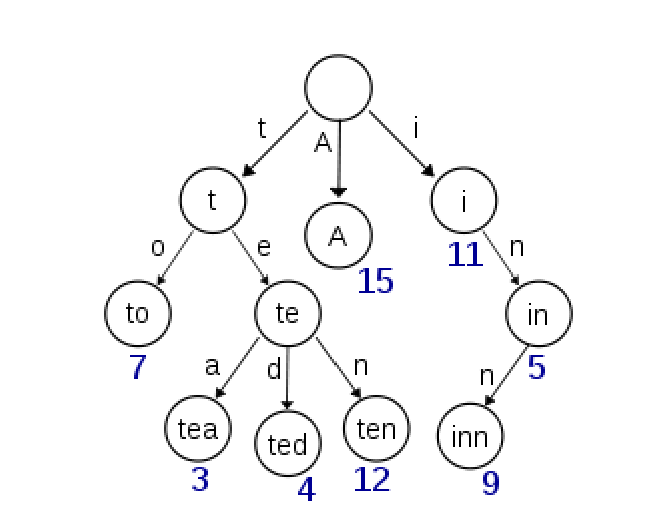 t A i
t A i
15 11
o e n
to te in
7 5
a d n n
tea ted ten inn
3 4 12 9